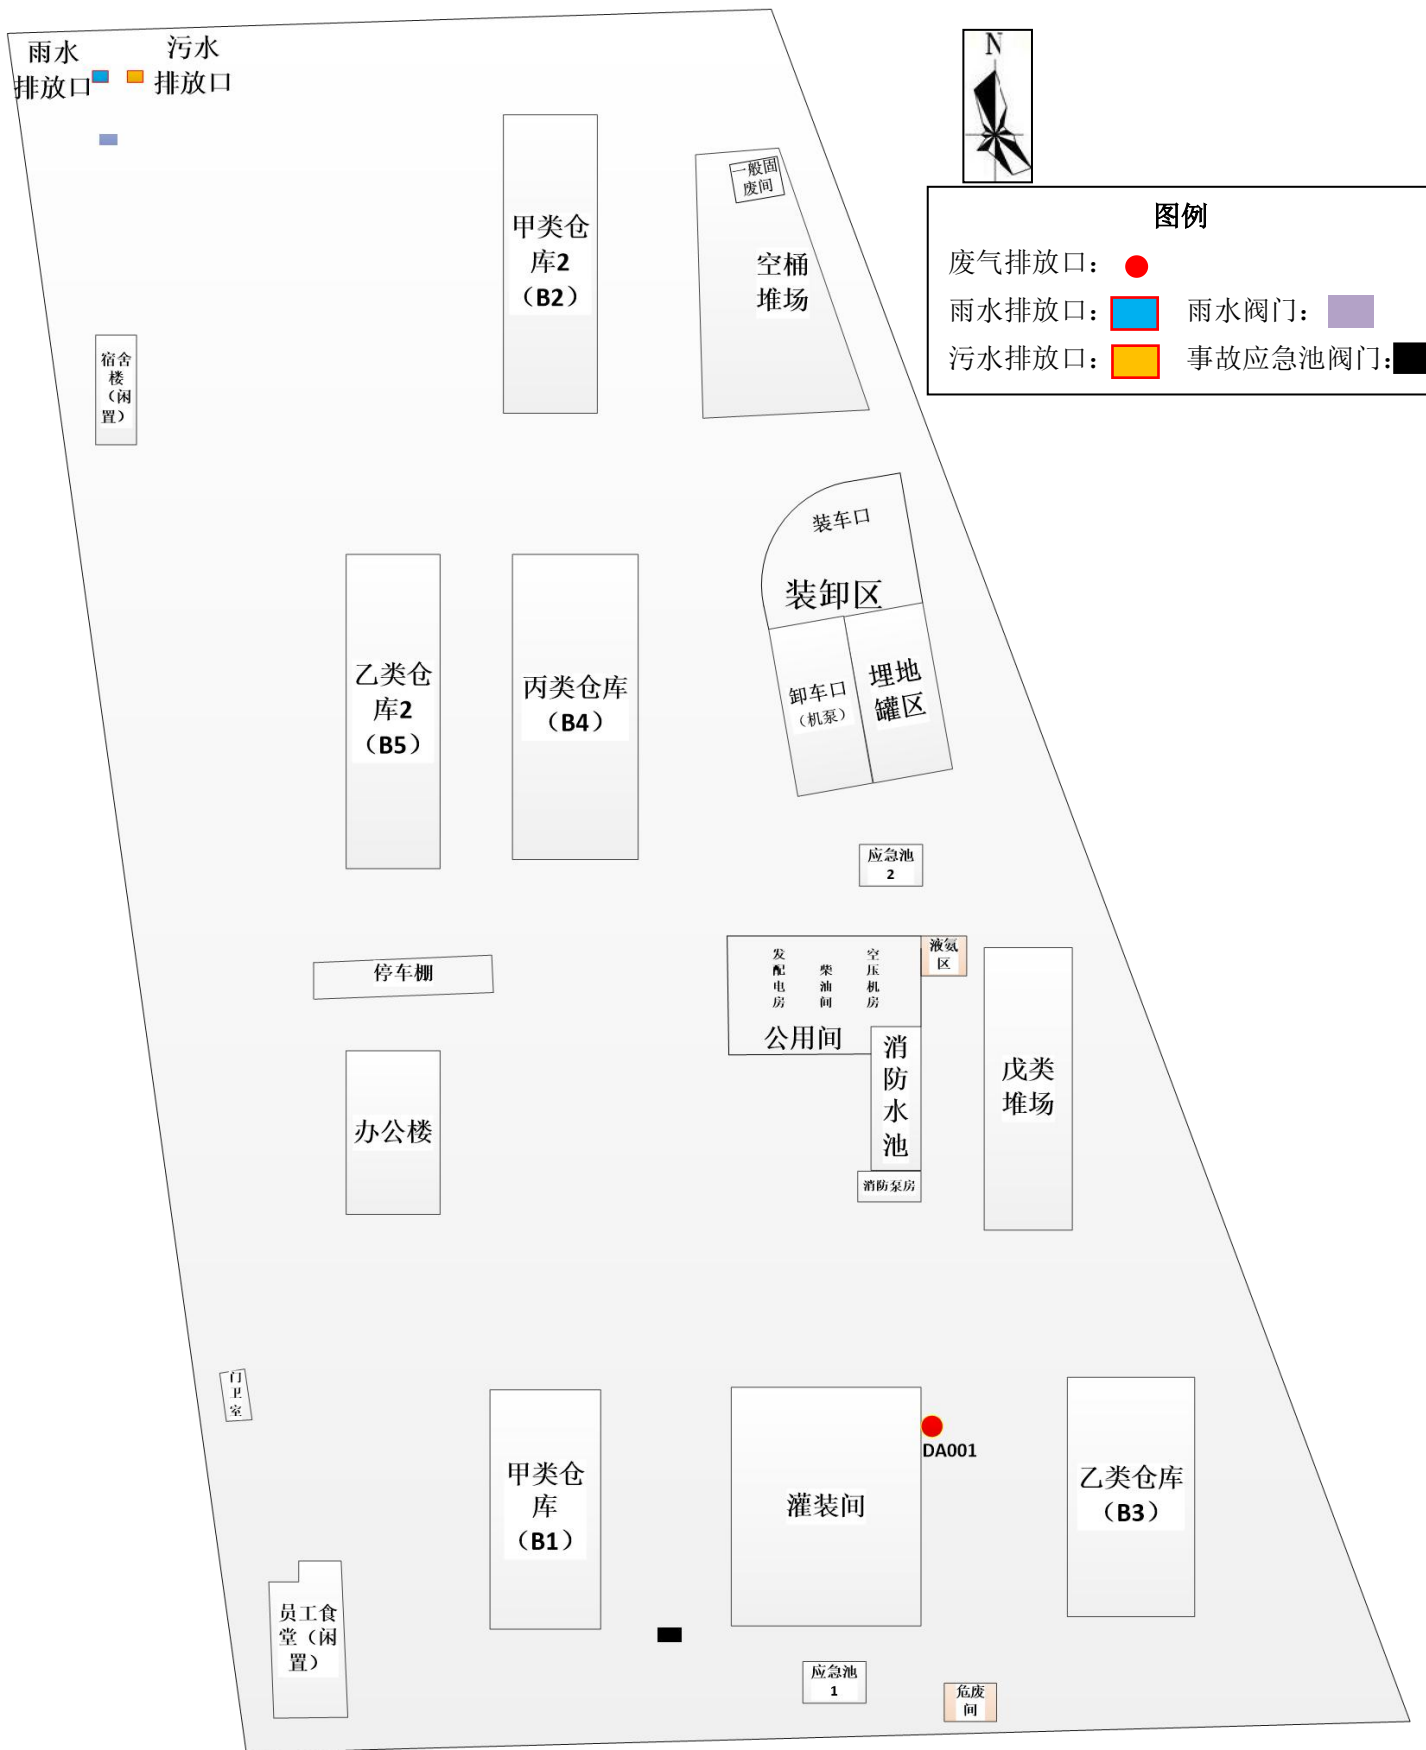 雨水
排放口
污水
排放口
N
图例
废气排放口：
雨水排放口：
雨水阀门：
污水排放口：
事故应急池阀门：
甲类仓
库2
（B2）
一般固
废间
空桶
堆场
宿舍
楼
（闲
置）
装车口
装卸区
卸车口
（机泵）
埋地
罐区
乙类仓
库2
（B5）
丙类仓库
（B4）
应急池
2
停车棚
发
配
电
房
柴
油
间
空
压
机
房
公用间
液氨
区
消
防
水
池
消防泵房
戊类
堆场
办公楼
门
卫
室
甲类仓
库
（B1）
灌装间
DA001
乙类仓库
（B3）
员工食
堂（闲
置）
应急池
1
危废
间